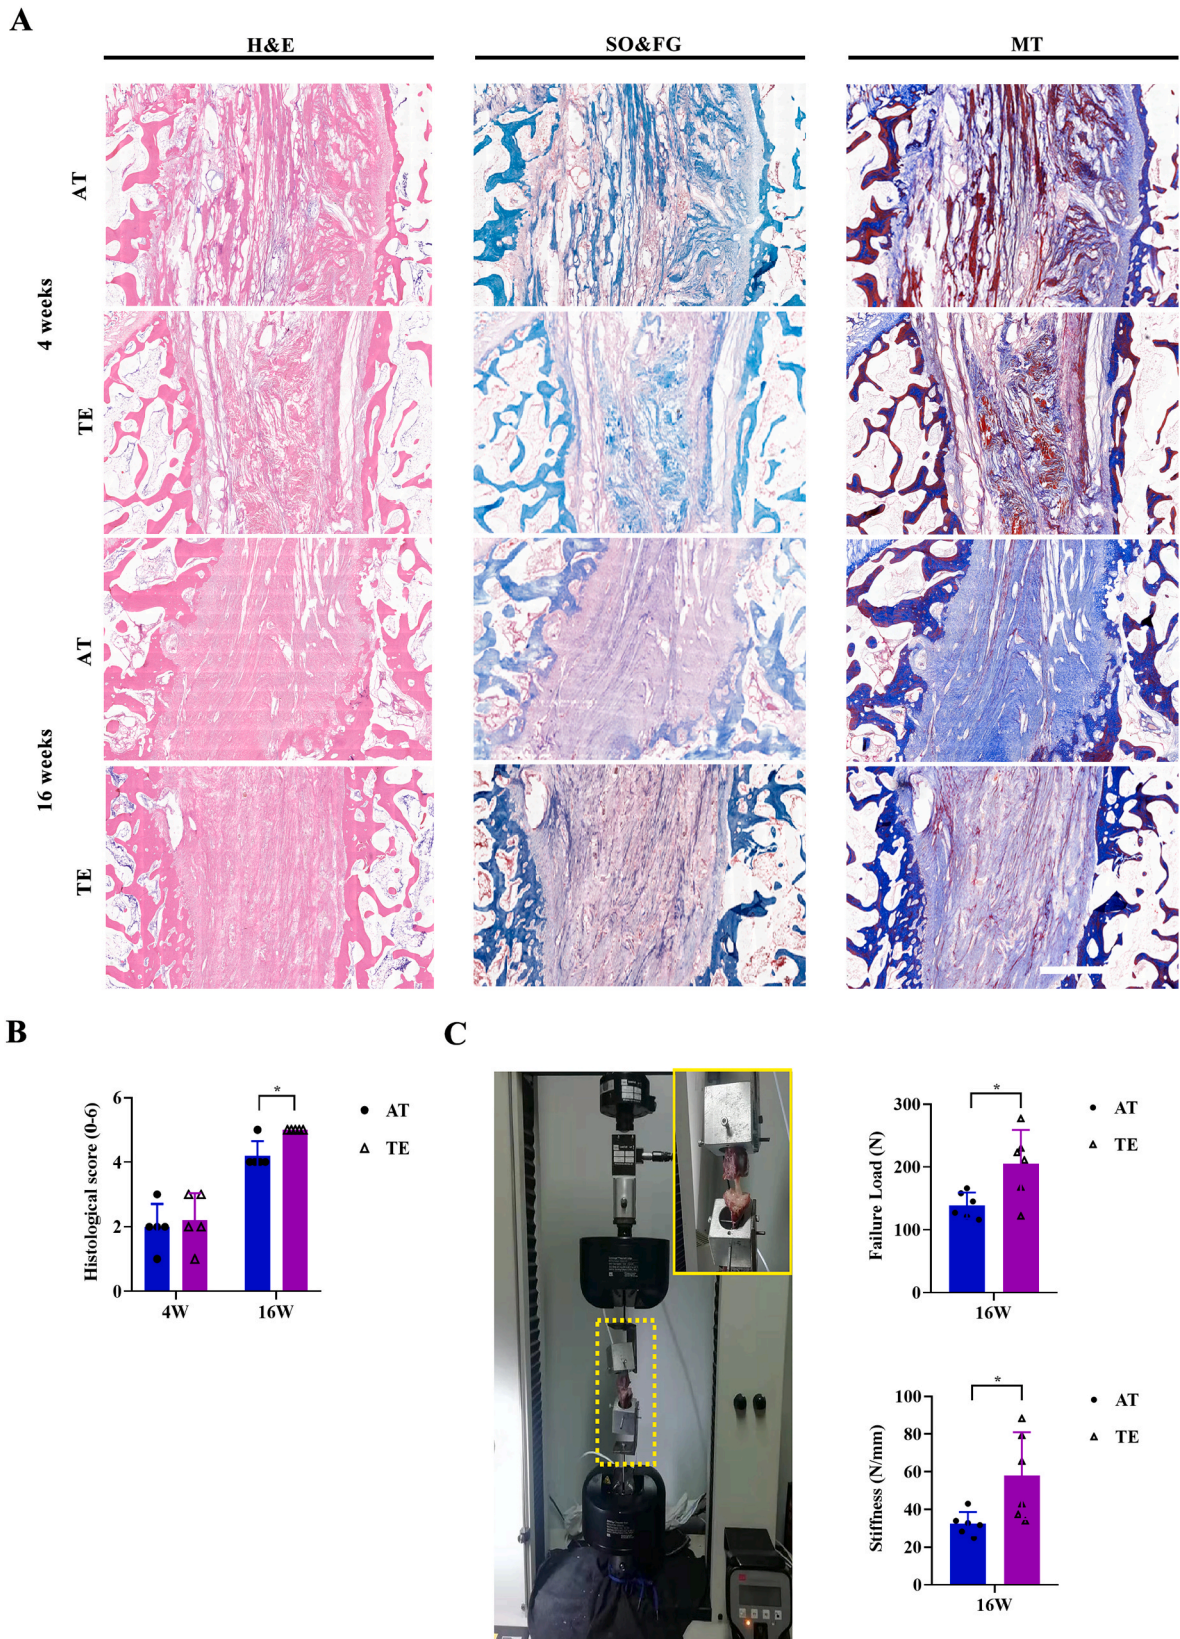 A
H&E
SO&FG
MT
AT
4 weeks
TE
AT
16 weeks
TE
B
Histological score (0-6)
6
4
2
0
*
4W
16W
AT
TE
C
Failure Load (N)
300
200
100
0
*
16W
AT
TE
Stiffness (N/mm)
100
80
60
40
20
0
*
16W
AT
TE